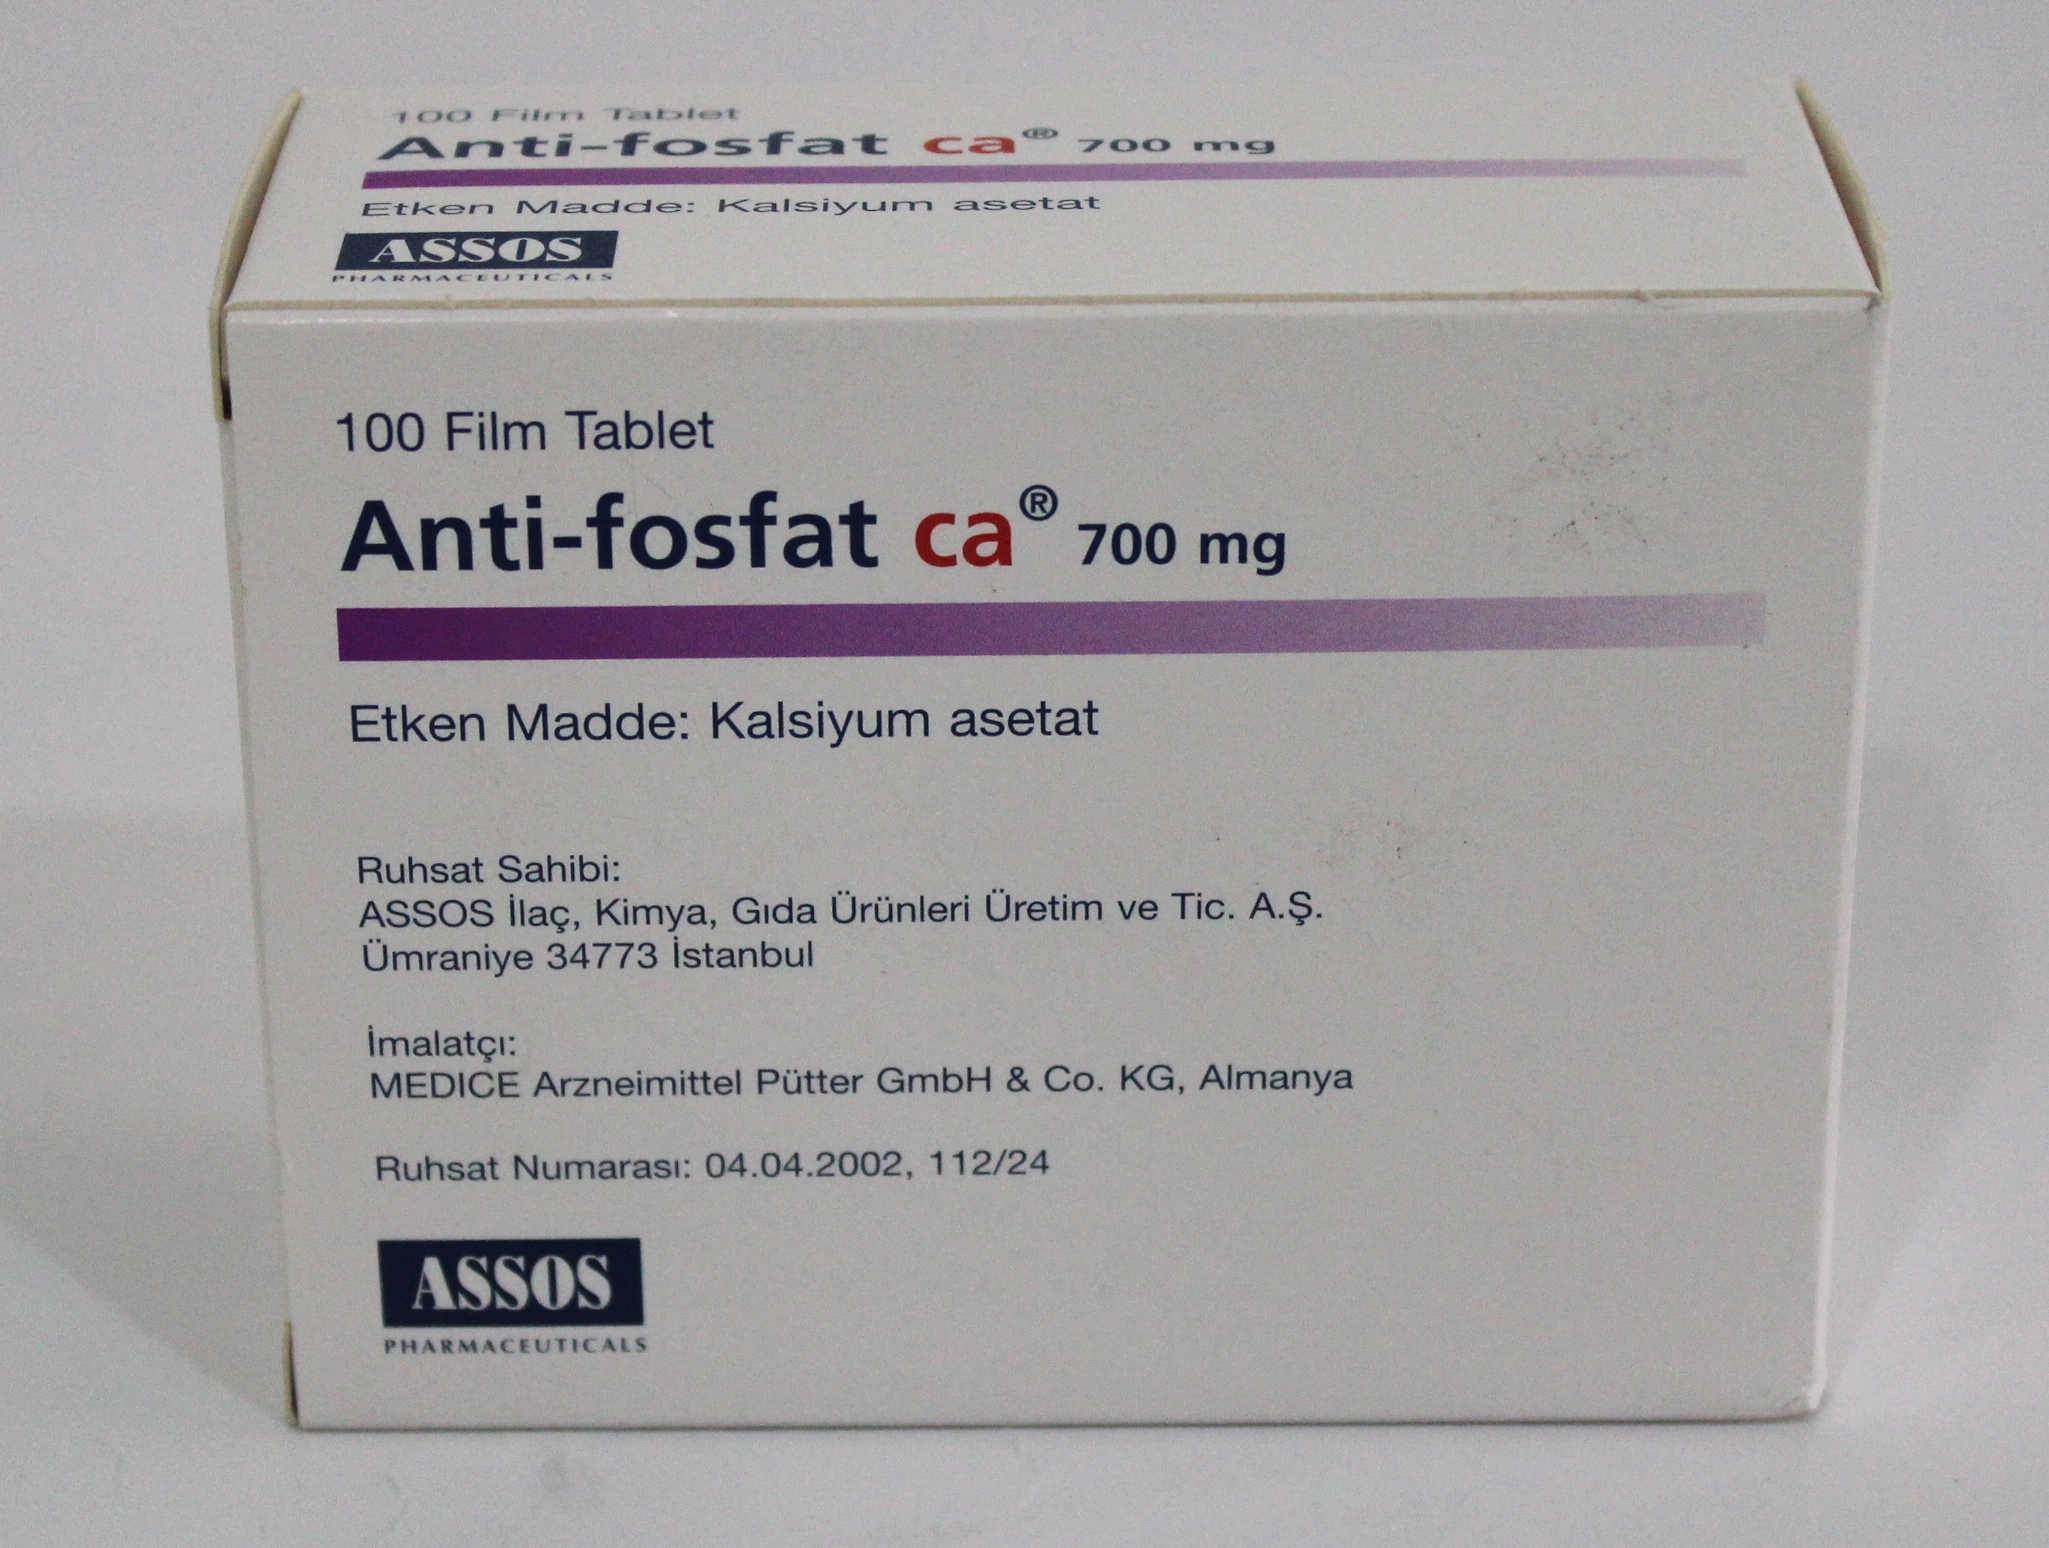 100 Film Tablet
Anti-fosfat ca® 700 mg
Etken Madde: Kalsiyum asetat
ASSOS
PHARMACEUTICALS
100 Film Tablet
Anti-fosfat ca® 700 mg
Etken Madde: Kalsiyum asetat
Ruhsat Sahibi:
ASSOS İlaç, Kimya, Gıda Ürünleri Üretim ve Tic. A.Ş.
Ümraniye 34773 İstanbul
İmalatçı:
MEDICE Arzneimittel Pütter GmbH & Co. KG, Almanya
Ruhsat Numarası: 04.04.2002, 112/24
ASSOS
PHARMACEUTICALS